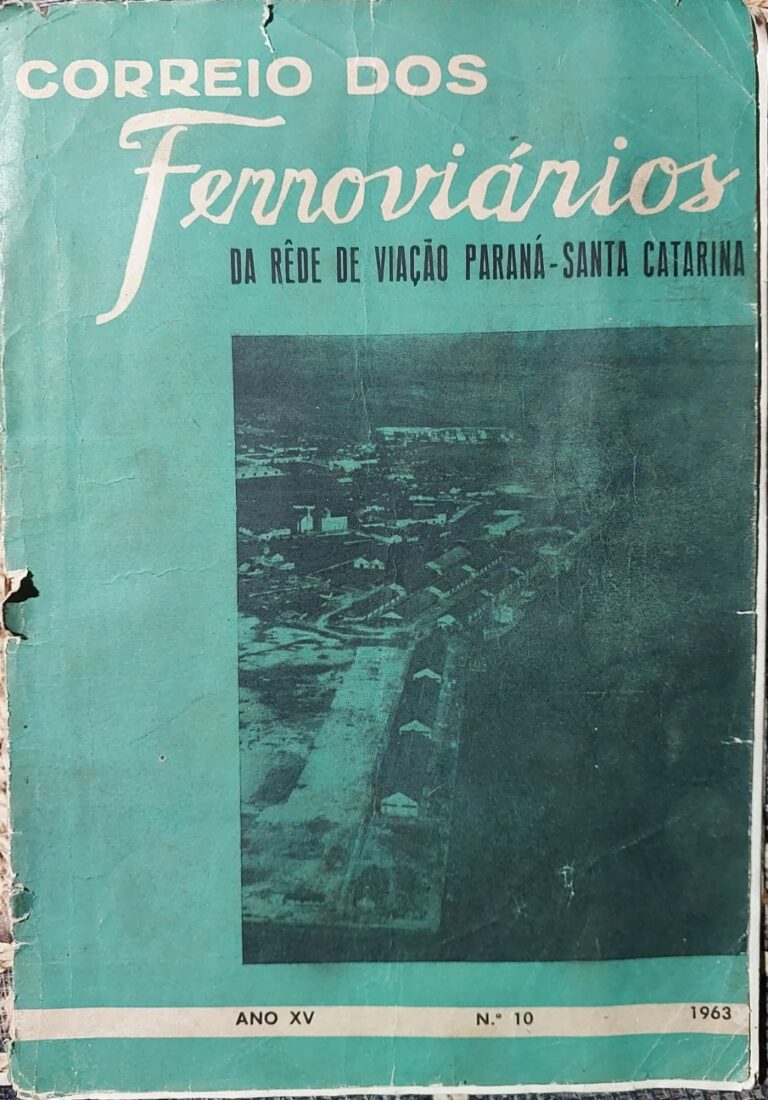 CORREIO DOS
Ferroviários
DA RÊDE DE VIAÇÃO PARANÁ-SANTA CATARINA
ANO XV N.º 10 1963